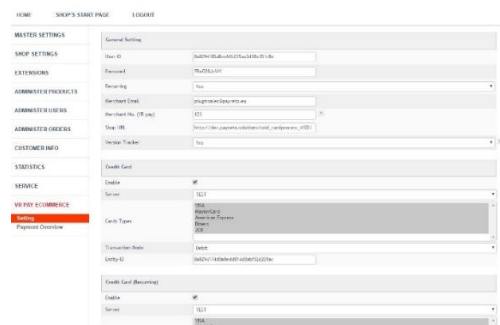 HOME SHOP'S START PAGE LOGOUT
MASTER SETTINGS
SHOP SETTINGS
EXTENSIONS
ADMINISTER PRODUCTS
ADMINISTER USERS
ADMINISTER ORDERS
CUSTOMER INFO
STATISTICS
SERVICE
VR PAY ECOMMERCE
Setting
Payment Overview
General Setting
User-ID
Password
Recurring Yes
Merchant Email
Merchant No. (VR pay)
Shop URL
Version Tracker Yes
Credit Card
Enable
Server TEST
Cards Types VISA
MasterCard
American Express
Diners
JCB
Transaction-Mode Debit
Entity-ID
Credit Card (Recurring)
Enable
Server TEST
VISA